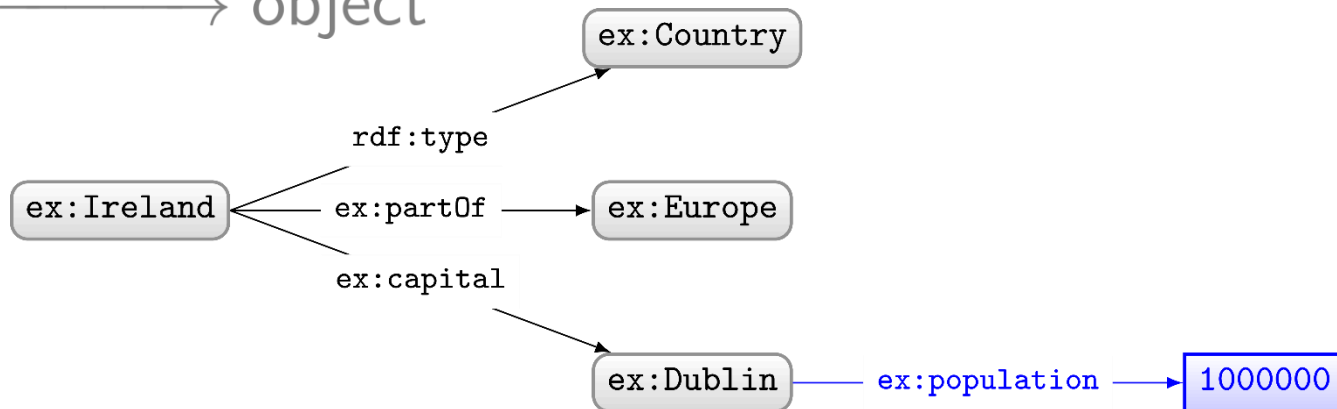 object
ex:Country
rdf:type
ex:Ireland ex:partOf ex:Europe
ex:capital
ex:Dublin ex:population 1000000